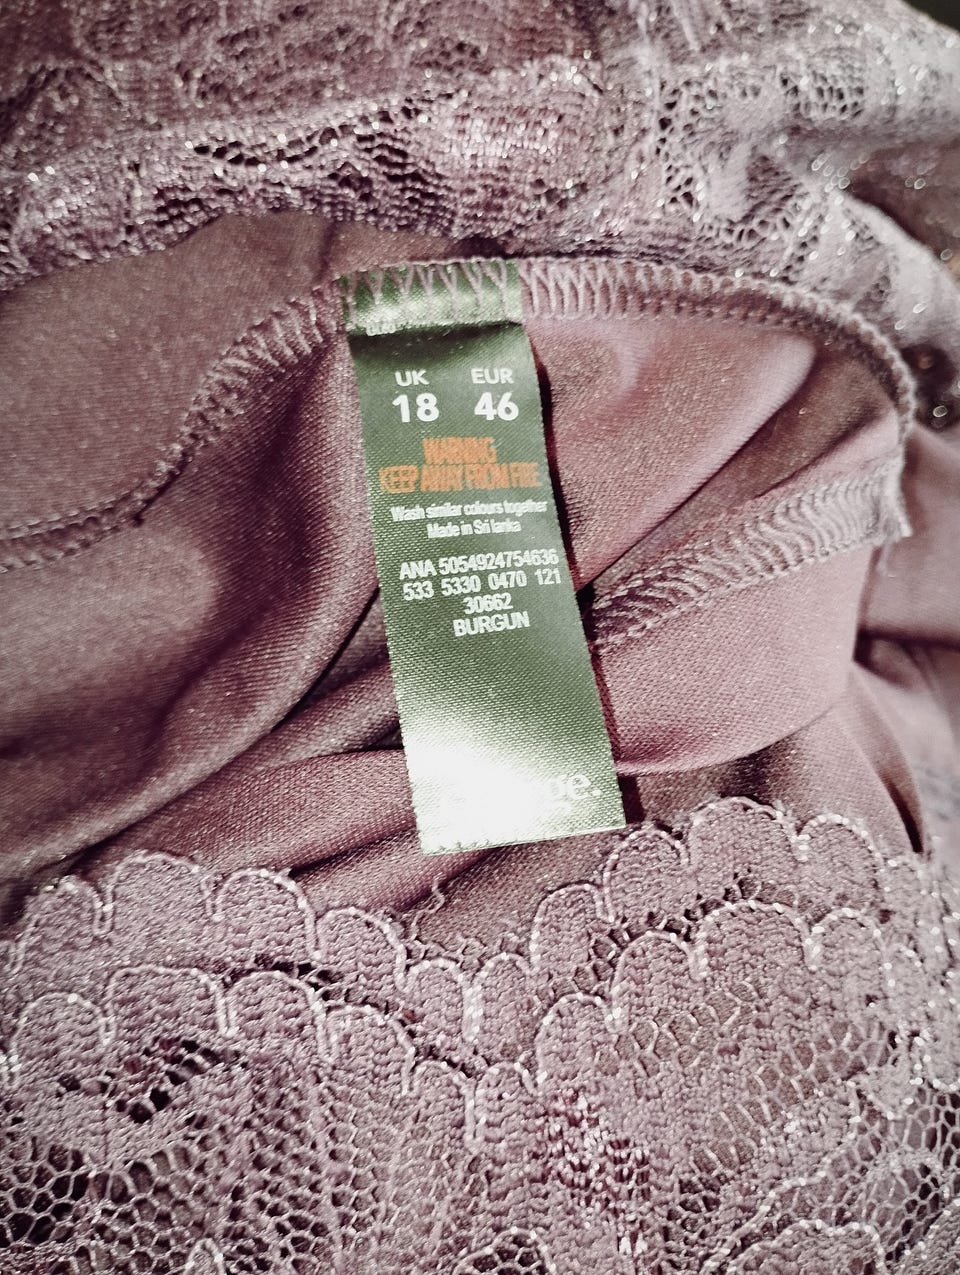 UK EUR
18 46
WARNING
KEEP AWAY FROM FIRE
Wash similar colours together
Made in Sri lanka
ANA 5054924754636
533 5330 0470 121
30662
BURGUN